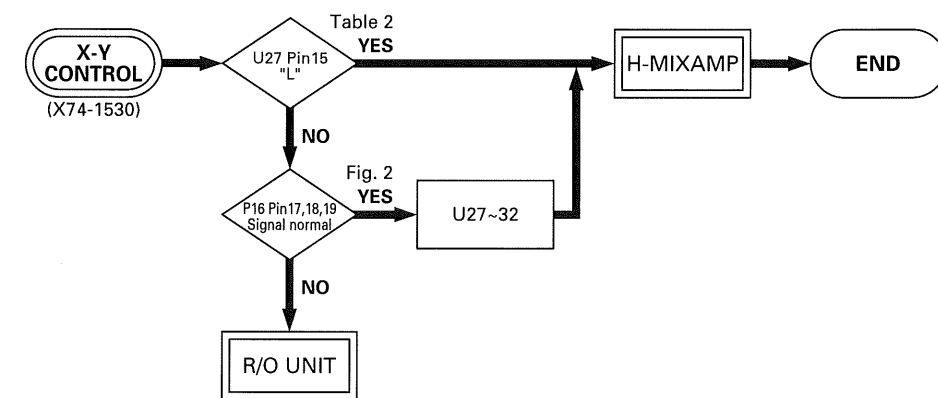 X-Y
CONTROL
(X74-1530)
U27 Pin15
"L"
Table 2
YES
H-MIXAMP
END
NO
P16 Pin17,18,19
Signal normal
Fig. 2
YES
U27~32
NO
R/O UNIT